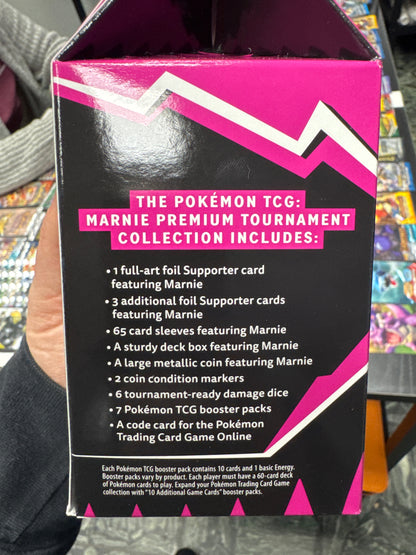 THE POKÉMON TCG:
MARNIE PREMIUM TOURNAMENT
COLLECTION INCLUDES:
• 1 full-art foil Supporter card
featuring Marnie
• 3 additional foil Supporter cards
featuring Marnie
• 65 card sleeves featuring Marnie
• A sturdy deck box featuring Marnie
• A large metallic coin featuring Marnie
• 2 coin condition markers
• 6 tournament-ready damage dice
• 7 Pokémon TCG booster packs
• A code card for the Pokémon
Trading Card Game Online
Each Pokémon TCG booster pack contains 10 cards and 1 basic Energy.
Booster packs vary by product. Each player must have a 60-card deck
of Pokémon cards to play. Expand your Pokémon Trading Card Game
collection with "10 Additional Game Cards" booster packs.